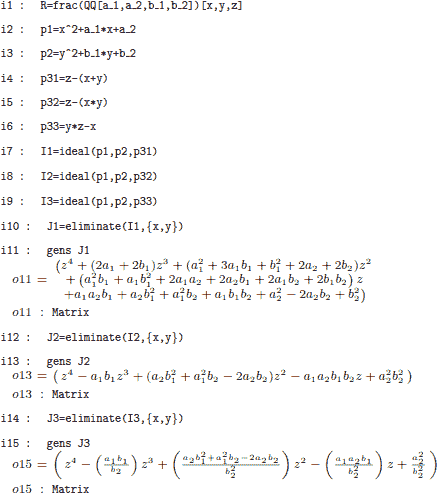 i1 : R=frac(QQ[a_1,a_2,b_1,b_2])[x,y,z]
i2 : p1=x^2+a_1*x+a_2
i3 : p2=y^2+b_1*y+b_2
i4 : p31=z-(x+y)
i5 : p32=z-(x*y)
i6 : p33=y*z-x
i7 : I1=ideal(p1,p2,p31)
i8 : I2=ideal(p1,p2,p32)
i9 : I3=ideal(p1,p2,p33)
i10 : J1=eliminate(I1,{x,y})
i11 : gens J1
(z^4 + (2a_1 + 2b_1)z^3 + (a_1^2 + 3a_1b_1 + b_1^2 + 2a_2 + 2b_2)z^2
o11 = + (a_1^2b_1 + a_1b_1^2 + 2a_1a_2 + 2a_2b_1 + 2a_1b_2 + 2b_1b_2) z
+a_1a_2b_1 + a_2b_1^2 + a_1^2b_2 + a_1b_1b_2 + a_2^2 − 2a_2b_2 + b_2^2)
o11 : Matrix
i12 : J2=eliminate(I2,{x,y})
i13 : gens J2
o13 = ( z^4 − a_1b_1z^3 + (a_2b_1^2 + a_1^2b_2 − 2a_2b_2)z^2 − a_1a_2b_1b_2z + a_2^2b_2^2 )
o13 : Matrix
i14 : J3=eliminate(I3,{x,y})
i15 : gens J3
o15 = ( z^4 − (a_1b_1/b_2) z^3 + ((a_2b_1^2+a_1^2b_2−2a_2b_2)/b_2^2) z^2 − (a_1a_2b_1/b_2^2) z + a_2^2/b_2^2 )
o15 : Matrix